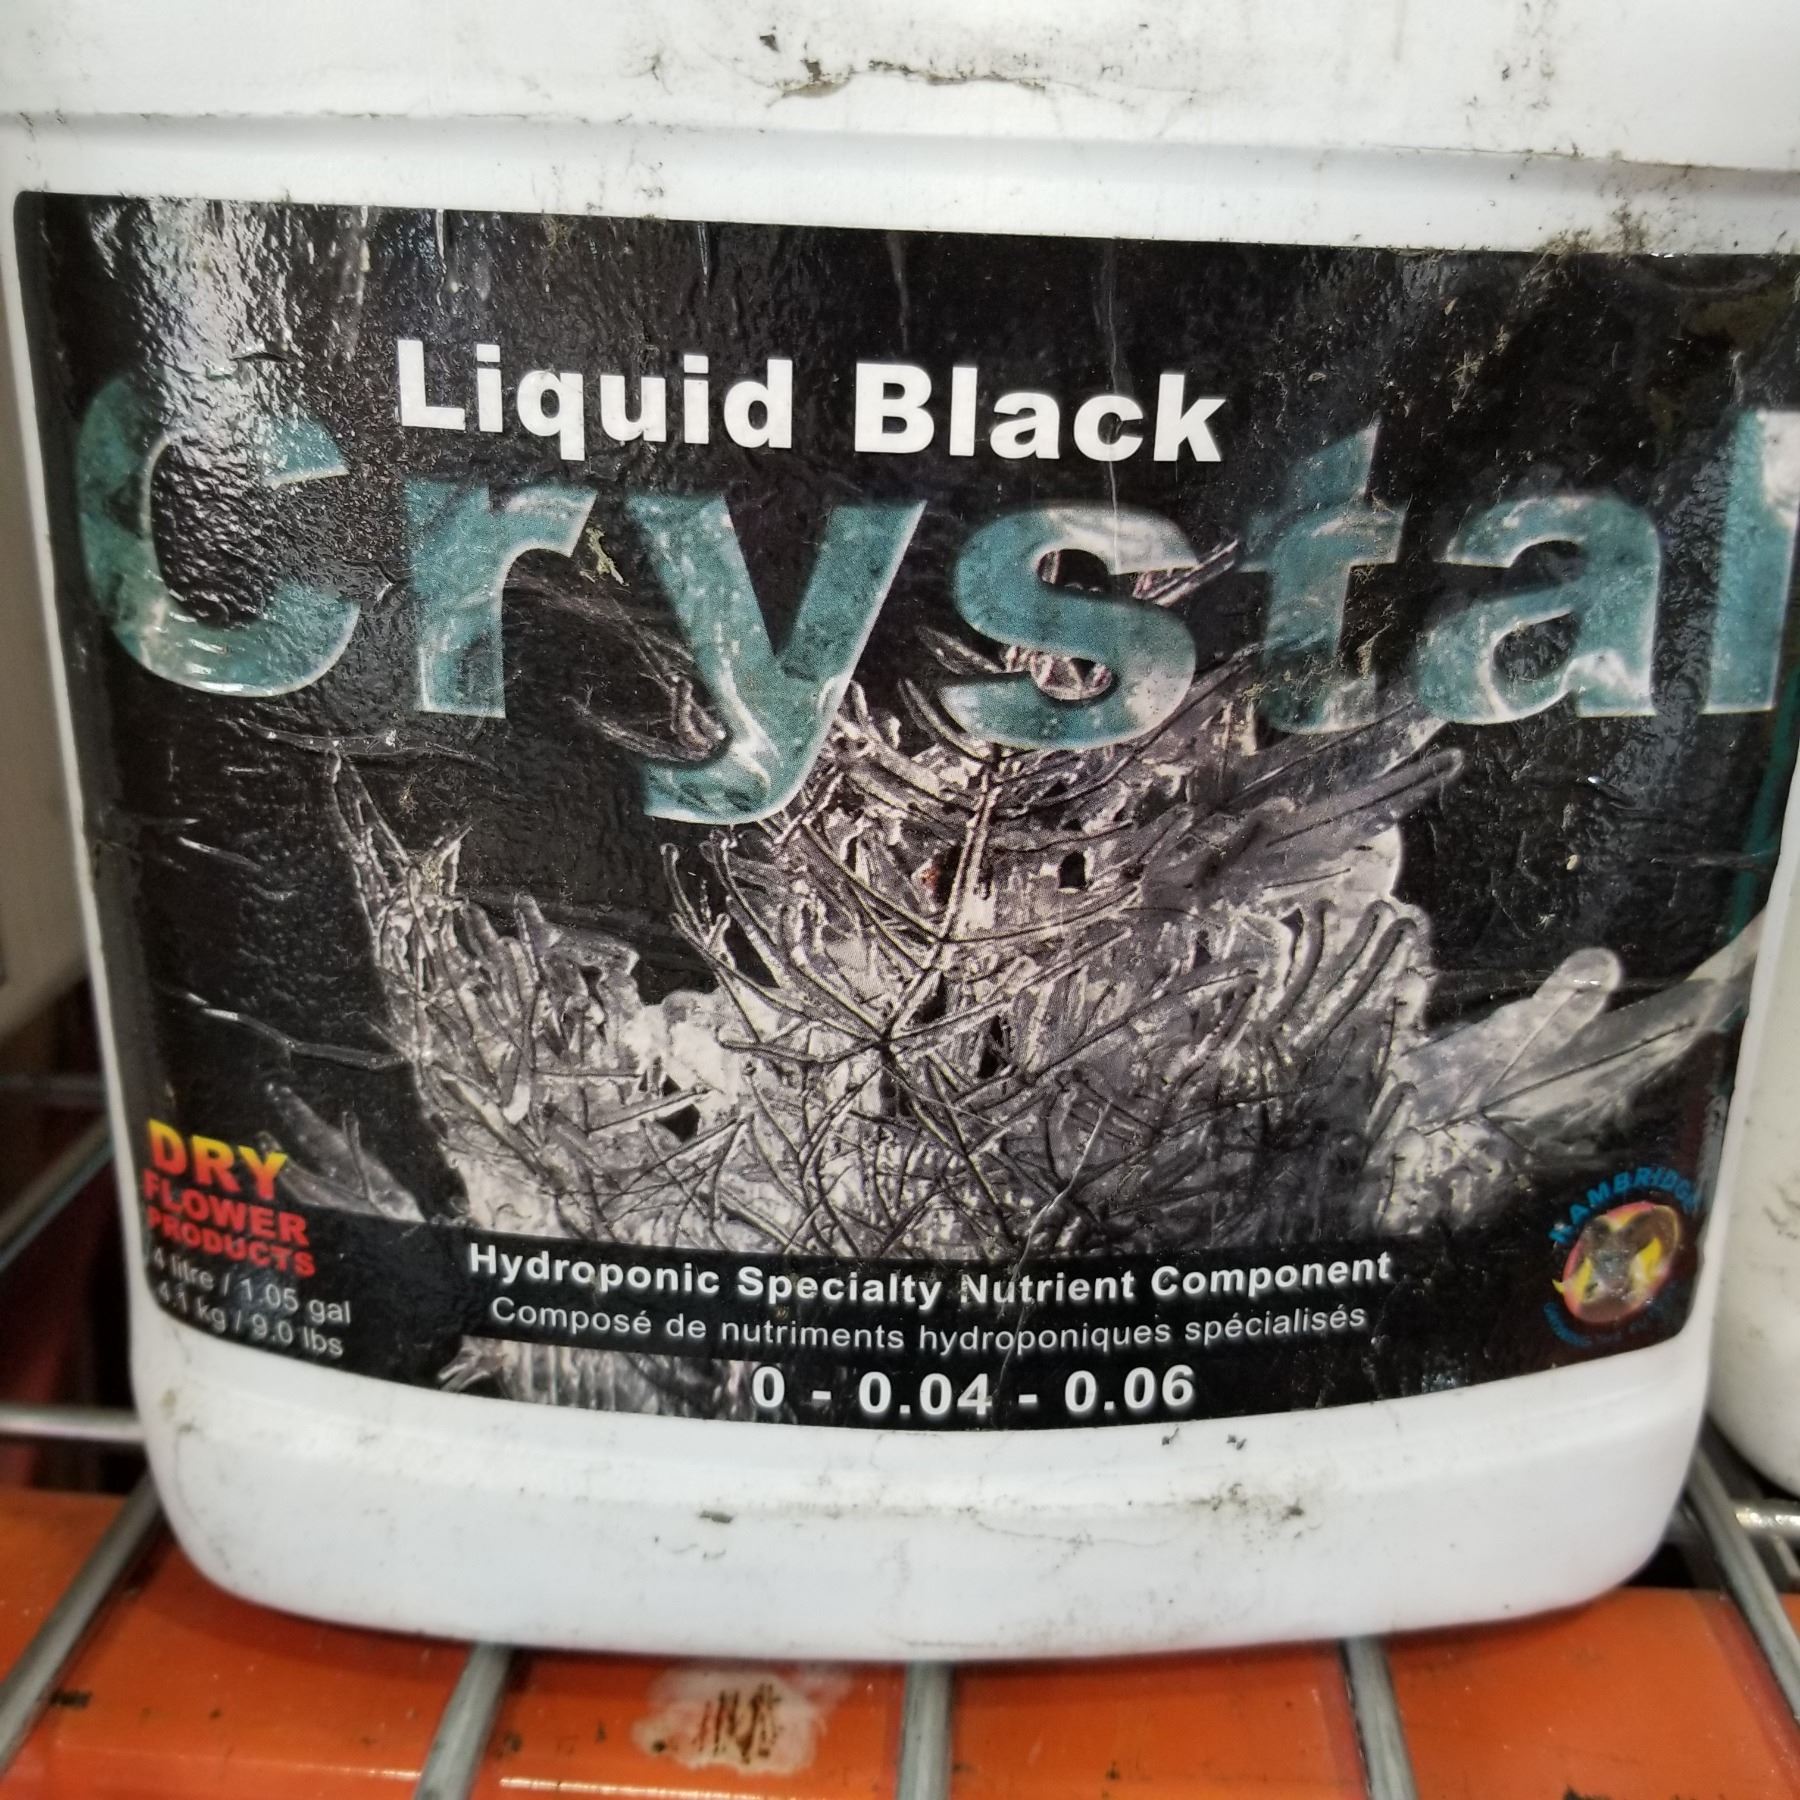 Liquid Black
Crystal
DRY
FLOWER
PRODUCTS
4 litre / 1.05 gal
4.1 kg / 9.0 lbs
Hydroponic Specialty Nutrient Component
Composé de nutriments hydroponiques spécialisés
0 - 0.04 - 0.06